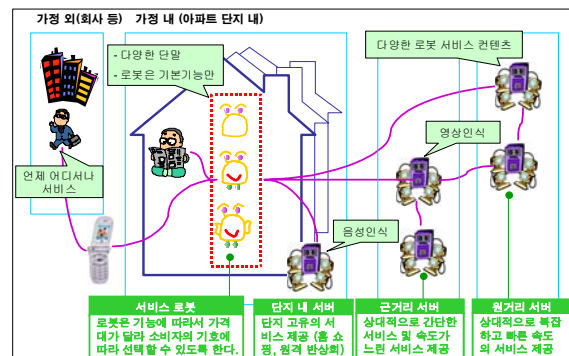 가정 외(회사 등) 가정 내 (아파트 단지 내)
- 다양한 단말
- 로봇은 기본기능만
다양한 로봇 서비스 컨텐츠
영상인식
언제 어디서나
서비스
음성인식
서비스 로봇
로봇은 기능에 따라서 가격
대가 달라 소비자의 기호에
따라 선택할 수 있도록 한다.
단지 내 서버
단지 고유의 서
비스 제공 (홈 쇼
핑, 원격 반상회)
근거리 서버
상대적으로 간단한
서비스 및 속도가
느린 서비스 제공
원거리 서버
상대적으로 복잡
하고 빠른 속도
의 서비스 제공